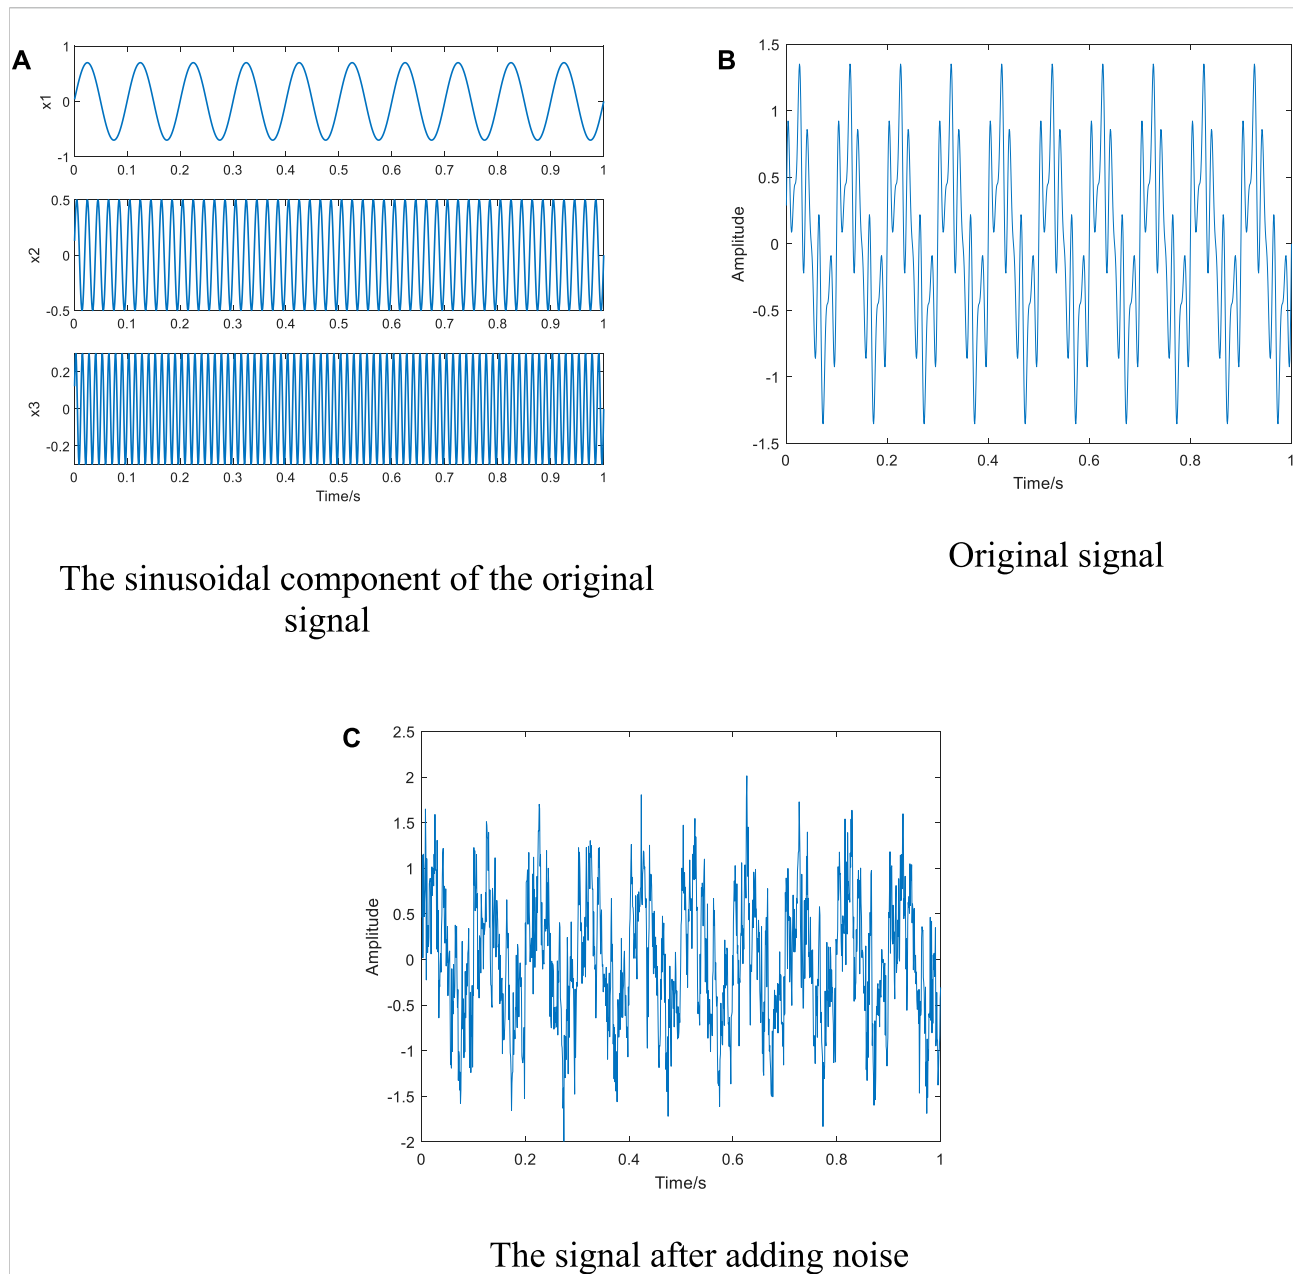 A
1
0
-1
x1
0 0.1 0.2 0.3 0.4 0.5 0.6 0.7 0.8 0.9 1
0.5
0
-0.5
x2
0 0.1 0.2 0.3 0.4 0.5 0.6 0.7 0.8 0.9 1
0.2
0
-0.2
x3
0 0.1 0.2 0.3 0.4 0.5 0.6 0.7 0.8 0.9 1
Time/s
The sinusoidal component of the original
signal
B
1.5
1
0.5
0
-0.5
-1
-1.5
Amplitude
0 0.2 0.4 0.6 0.8 1
Time/s
Original signal
C
2.5
2
1.5
1
0.5
0
-0.5
-1
-1.5
-2
Amplitude
0 0.2 0.4 0.6 0.8 1
Time/s
The signal after adding noise